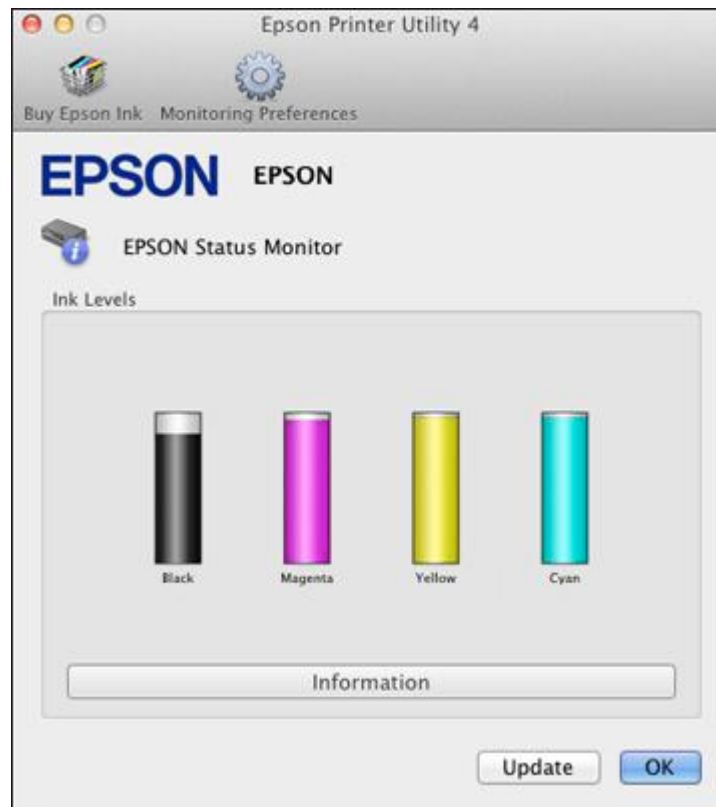 Epson Printer Utility 4
Buy Epson Ink Monitoring Preferences
EPSON EPSON
EPSON Status Monitor
Ink Levels
Black Magenta Yellow Cyan
Information
Update OK